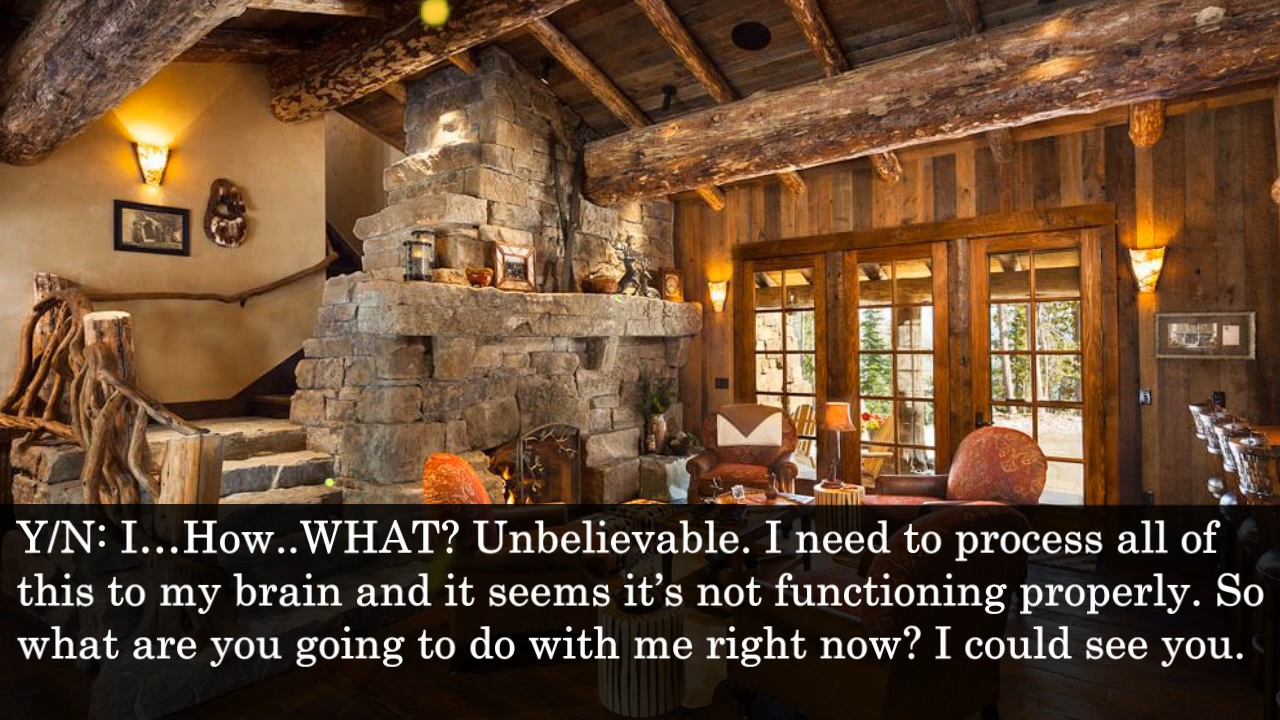 Y/N: I...How..WHAT? Unbelievable. I need to process all of
this to my brain and it seems it’s not functioning properly. So
what are you going to do with me right now? I could see you.